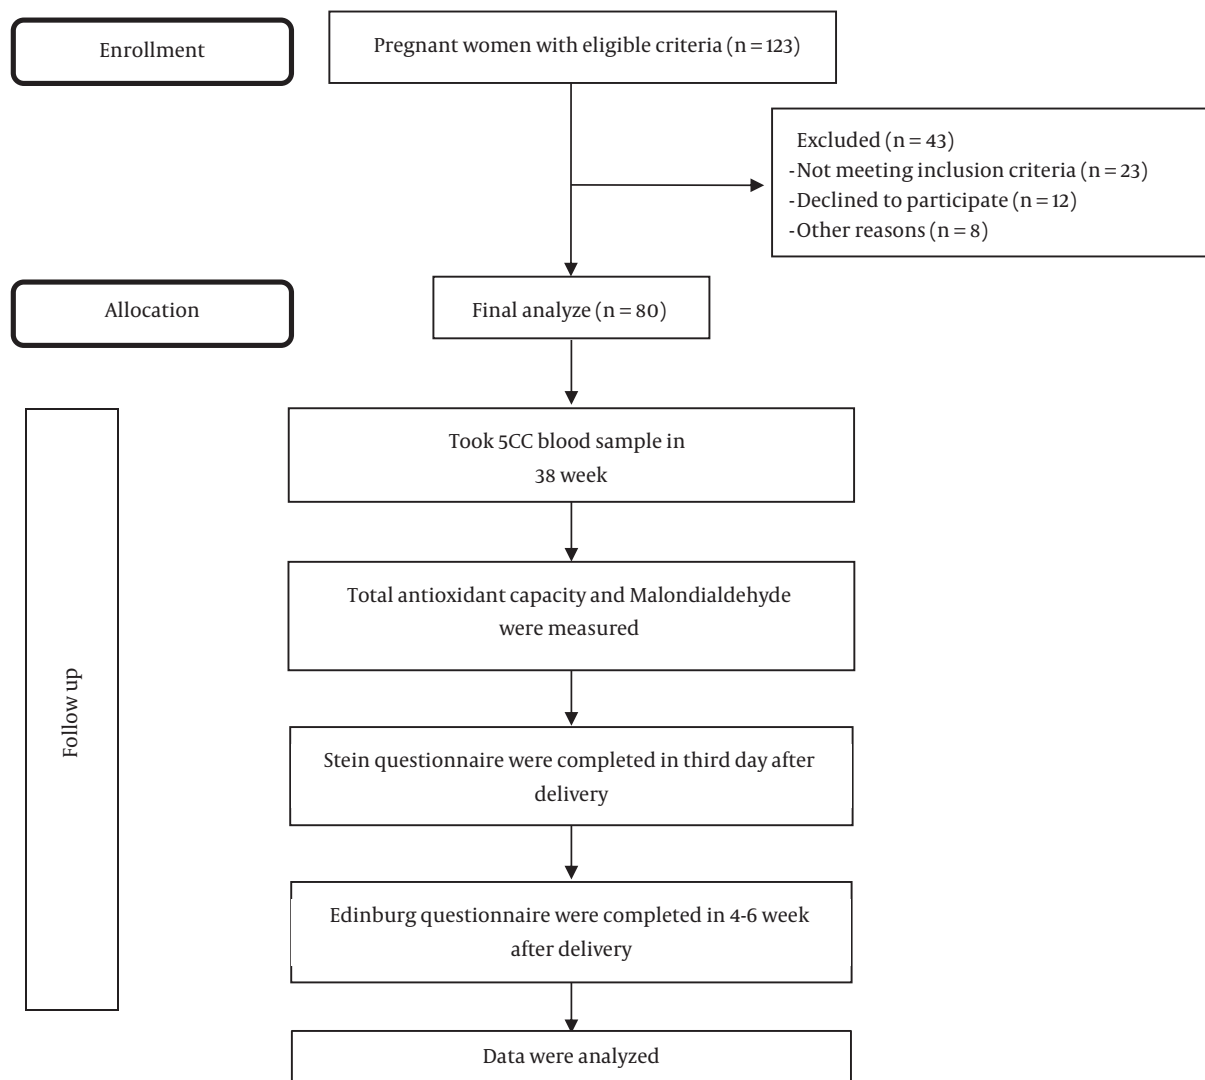 Enrollment
Pregnant women with eligible criteria (n = 123)
Excluded (n = 43)
-Not meeting inclusion criteria (n = 23)
-Declined to participate (n = 12)
-Other reasons (n = 8)
Allocation
Final analyze (n = 80)
Follow up
Took 5CC blood sample in
38 week
Total antioxidant capacity and Malondialdehyde
were measured
Stein questionnaire were completed in third day after
delivery
Edinburg questionnaire were completed in 4-6 week
after delivery
Data were analyzed